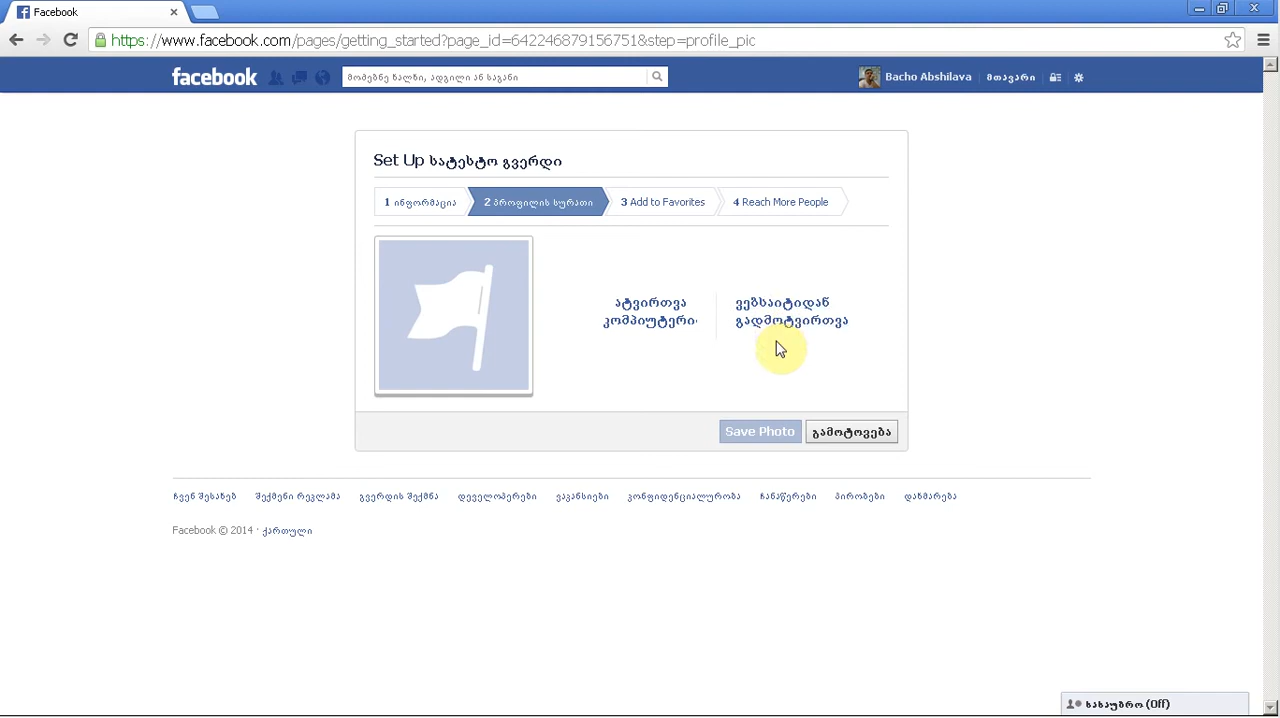 Facebook
https://www.facebook.com/pages/getting_started?page_id=642246879156751&step=profile_pic
facebook
მოძებნე ხალხი, ადგილი ან საგანი
Bacho Abshilava
მთავარი
Set Up სატესტო გვერდი
1 ინფორმაცია
2 პროფილის სურათი
3 Add to Favorites
4 Reach More People
ატვირთვა
კომპიუტერი
ვებსაიტიდან
გადმოტვირთვა
Save Photo
გამოტოვება
ჩვენ შესახებ შექმენი რეკლამა გვერდის შექმნა დეველოპერები ვაკანსიები კონფიდენციალურობა ჩანაწერები პირობები დახმარება
Facebook © 2014 · ქართული
სასაუბრო (Off)